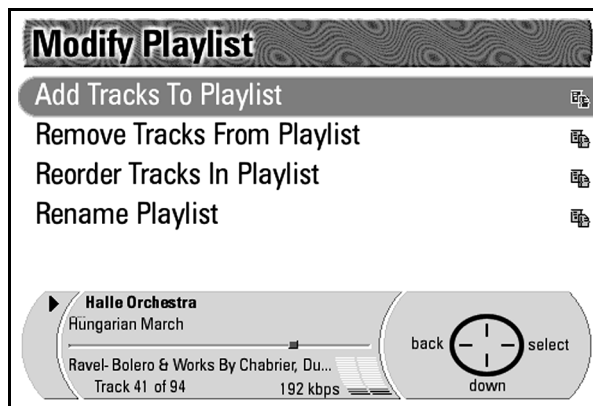 Modify Playlist
Add Tracks To Playlist
Remove Tracks From Playlist
Reorder Tracks In Playlist
Rename Playlist
Halle Orchestra
Hungarian March
Ravel- Bolero & Works By Chabrier, Du...
Track 41 of 94 192 kbps
back select
down